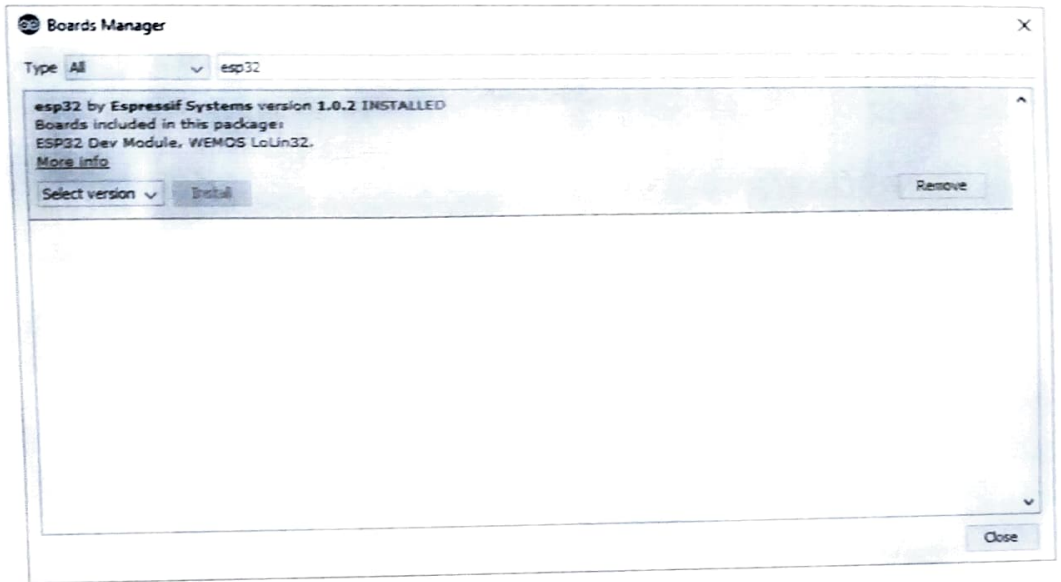 Boards Manager
Type All esp32
esp32 by Espressif Systems version 1.0.2 INSTALLED
Boards included in this package:
ESP32 Dev Module, WEMOS LoLin32.
More info
Select version Install Remove
Close